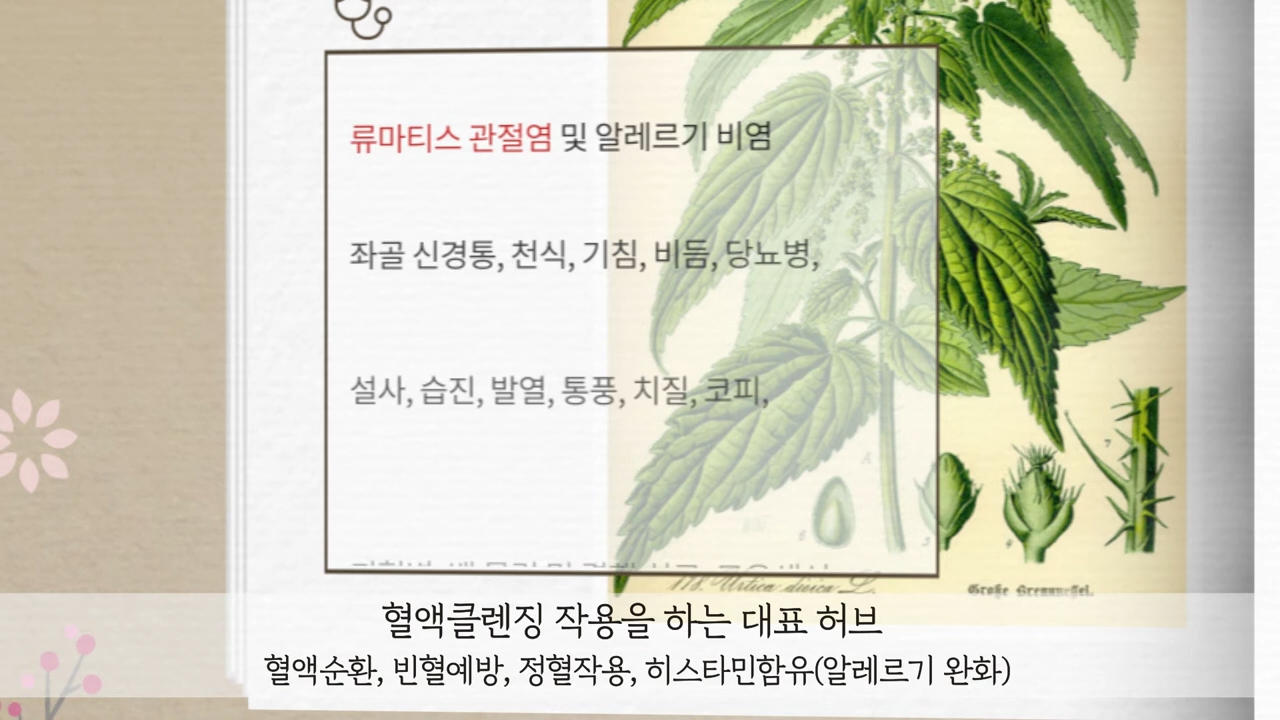 류마티스 관절염 및 알레르기 비염
좌골 신경통, 천식, 기침, 비듬, 당뇨병,
설사, 습진, 발열, 통풍, 치질, 코피,
Urtica dioica L.
Große Brennnessel.
혈액클렌징 작용을 하는 대표 허브
혈액순환, 빈혈예방, 정혈작용, 히스타민함유(알레르기 완화)